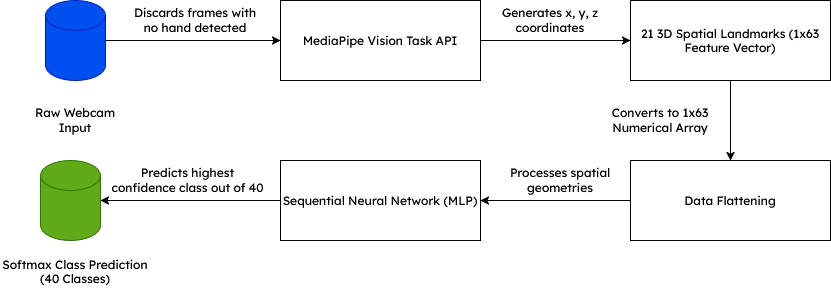 Discards frames with
no hand detected
Generates x, y, z
coordinates
MediaPipe Vision Task API
21 3D Spatial Landmarks (1x63
Feature Vector)
Raw Webcam
Input
Converts to 1x63
Numerical Array
Predicts highest
confidence class out of 40
Processes spatial
geometries
Sequential Neural Network (MLP)
Data Flattening
Softmax Class Prediction
(40 Classes)